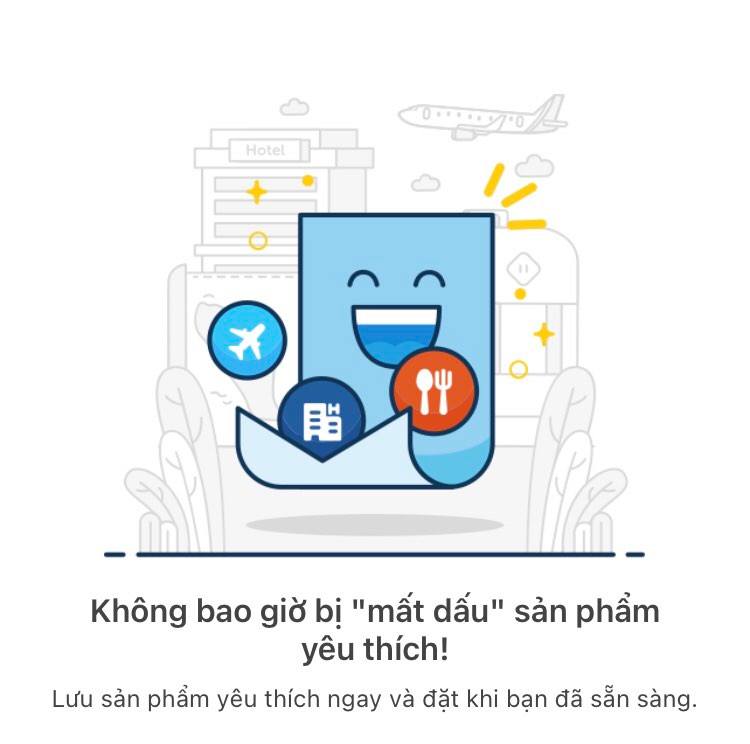 Hotel
H
Không bao giờ bị "mất dấu" sản phẩm
yêu thích!
Lưu sản phẩm yêu thích ngay và đặt khi bạn đã sẵn sàng.